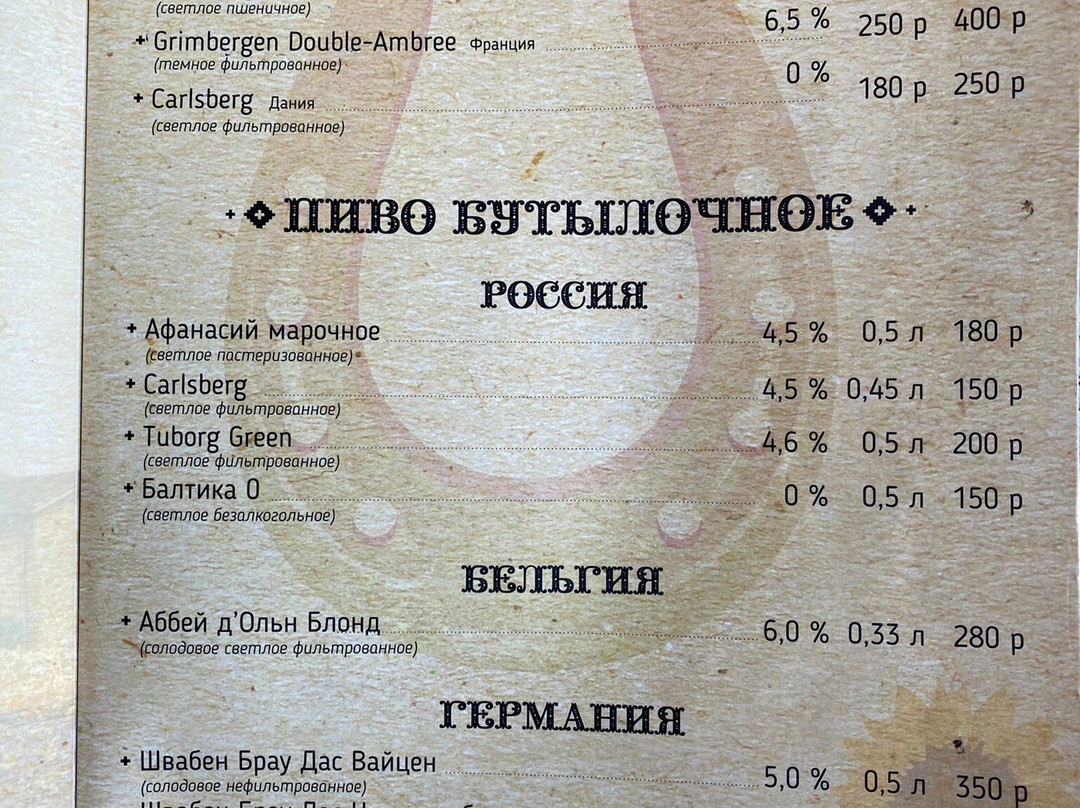 (светлое пшеничное)
+ Grimbergen Double-Ambree Франция 6,5 % 250 р 400 р
(темное фильтрованное)
+ Carlsberg Дания 0 % 180 р 250 р
(светлое фильтрованное)
ПИВО БУТЫЛОЧНОЕ
РОССИЯ
+ Афанасий марочное 4,5 % 0,5 л 180 р
(светлое пастеризованное)
+ Carlsberg 4,5 % 0,45 л 150 р
(светлое фильтрованное)
+ Tuborg Green 4,6 % 0,5 л 200 р
(светлое фильтрованное)
+ Балтика 0 0 % 0,5 л 150 р
(светлое безалкогольное)
БЕЛЬГИЯ
+ Аббей д’Ольн Блонд 6,0 % 0,33 л 280 р
(солодовое светлое фильтрованное)
ГЕРМАНИЯ
+ Швабен Брау Дас Вайцен 5,0 % 0,5 л 350 р
(солодовое нефильтрованное)